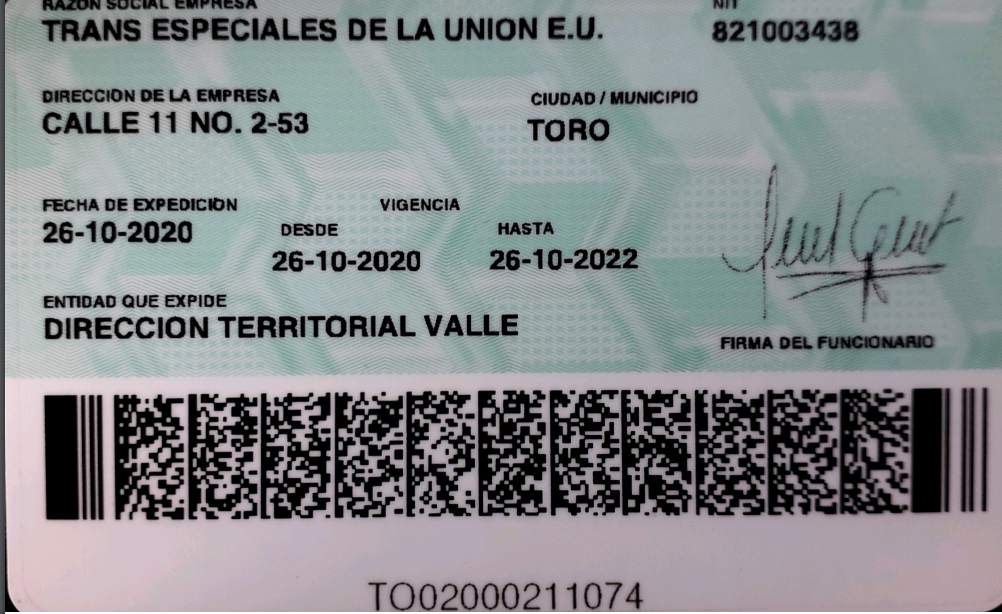 RAZON SOCIAL EMPRESA NIT
TRANS ESPECIALES DE LA UNION E.U. 821003438
DIRECCION DE LA EMPRESA CIUDAD / MUNICIPIO
CALLE 11 NO. 2-53 TORO
FECHA DE EXPEDICION VIGENCIA
26-10-2020 DESDE HASTA
26-10-2020 26-10-2022
ENTIDAD QUE EXPIDE
DIRECCION TERRITORIAL VALLE
FIRMA DEL FUNCIONARIO
TO02000211074